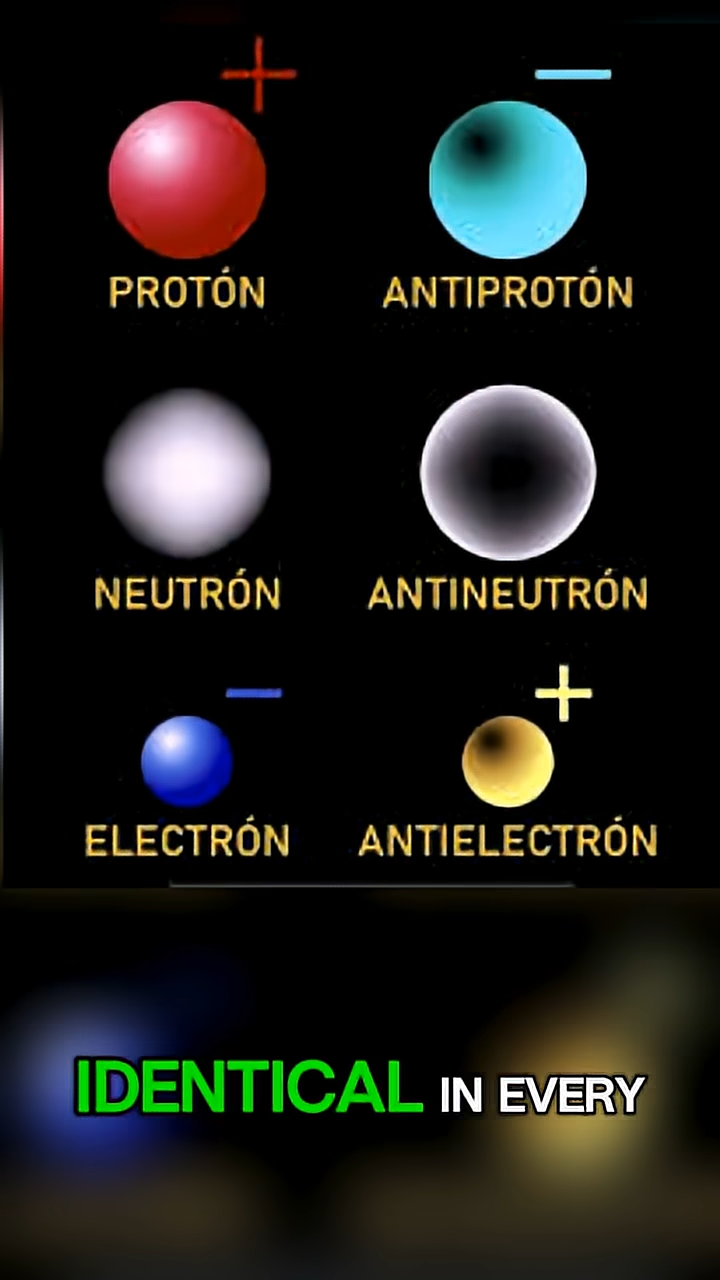 + −
PROTÓN ANTIPROTÓN
NEUTRÓN ANTINEUTRÓN
− +
ELECTRÓN ANTIELECTRÓN
IDENTICAL IN EVERY